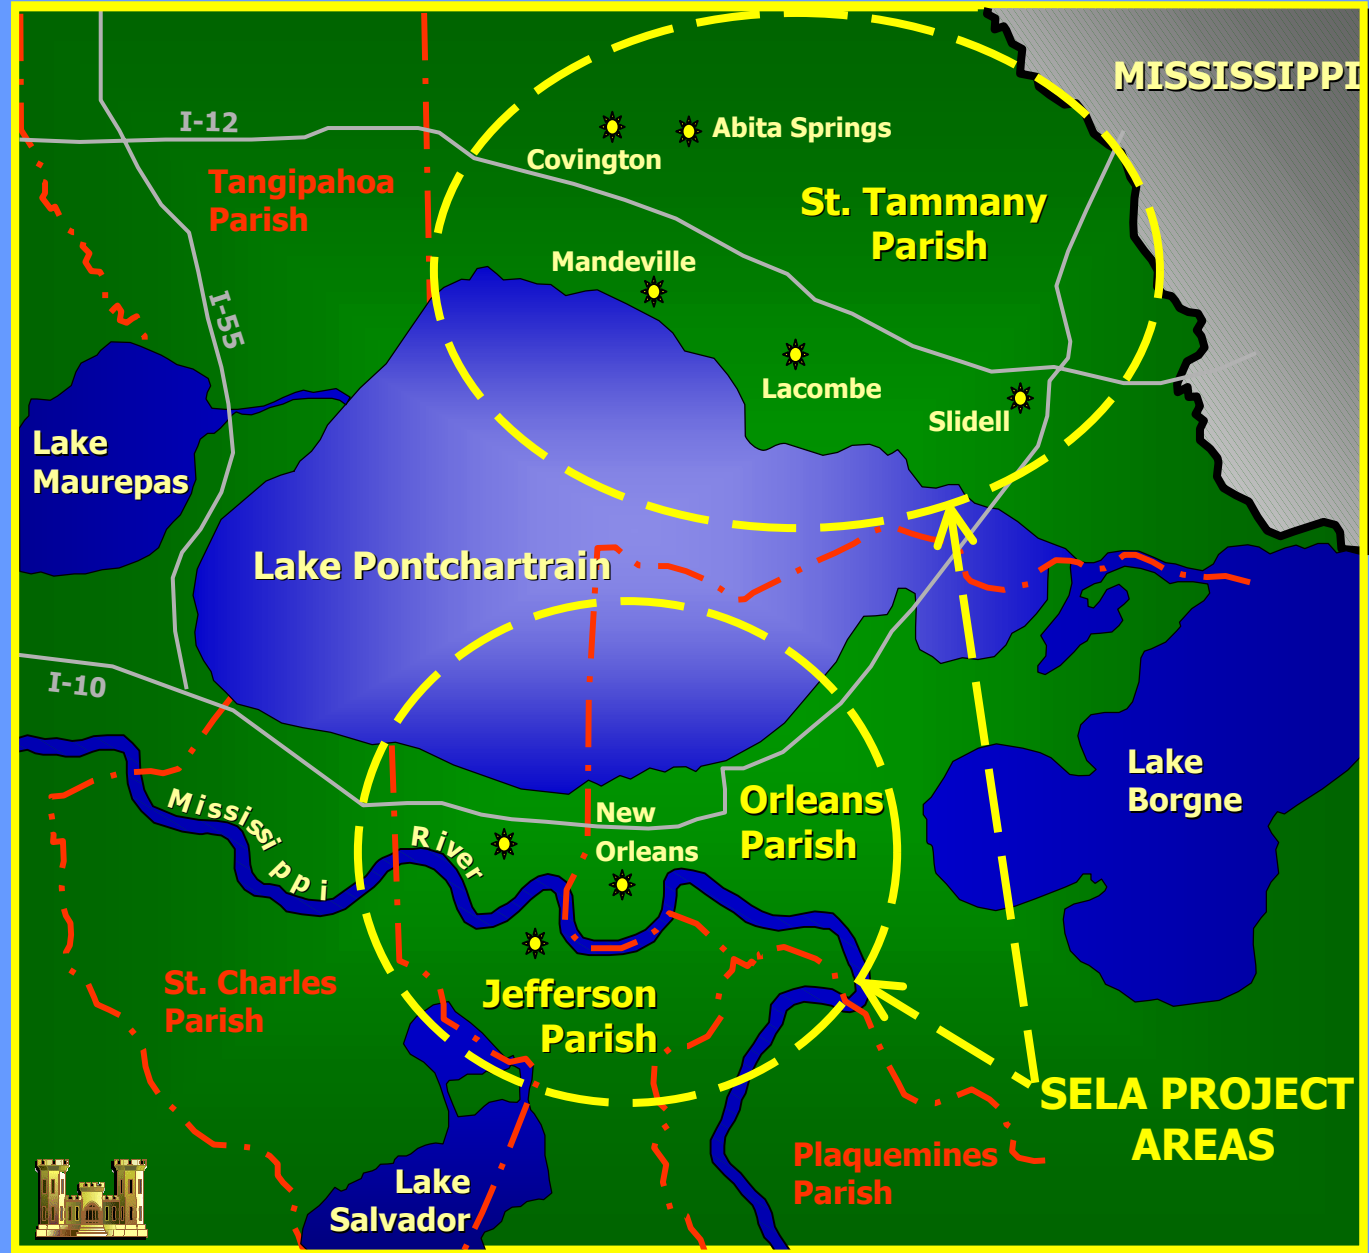 MISSISSIPPI
I-12
Abita Springs
Covington
Tangipahoa
Parish
St. Tammany
Parish
Mandeville
I-55
Lacombe
Slidell
Lake
Maurepas
Lake Pontchartrain
I-10
Lake
Borgne
Mississippi
River
New
Orleans
Orleans
Parish
St. Charles
Parish
Jefferson
Parish
SELA PROJECT
AREAS
Plaquemines
Parish
Lake
Salvador